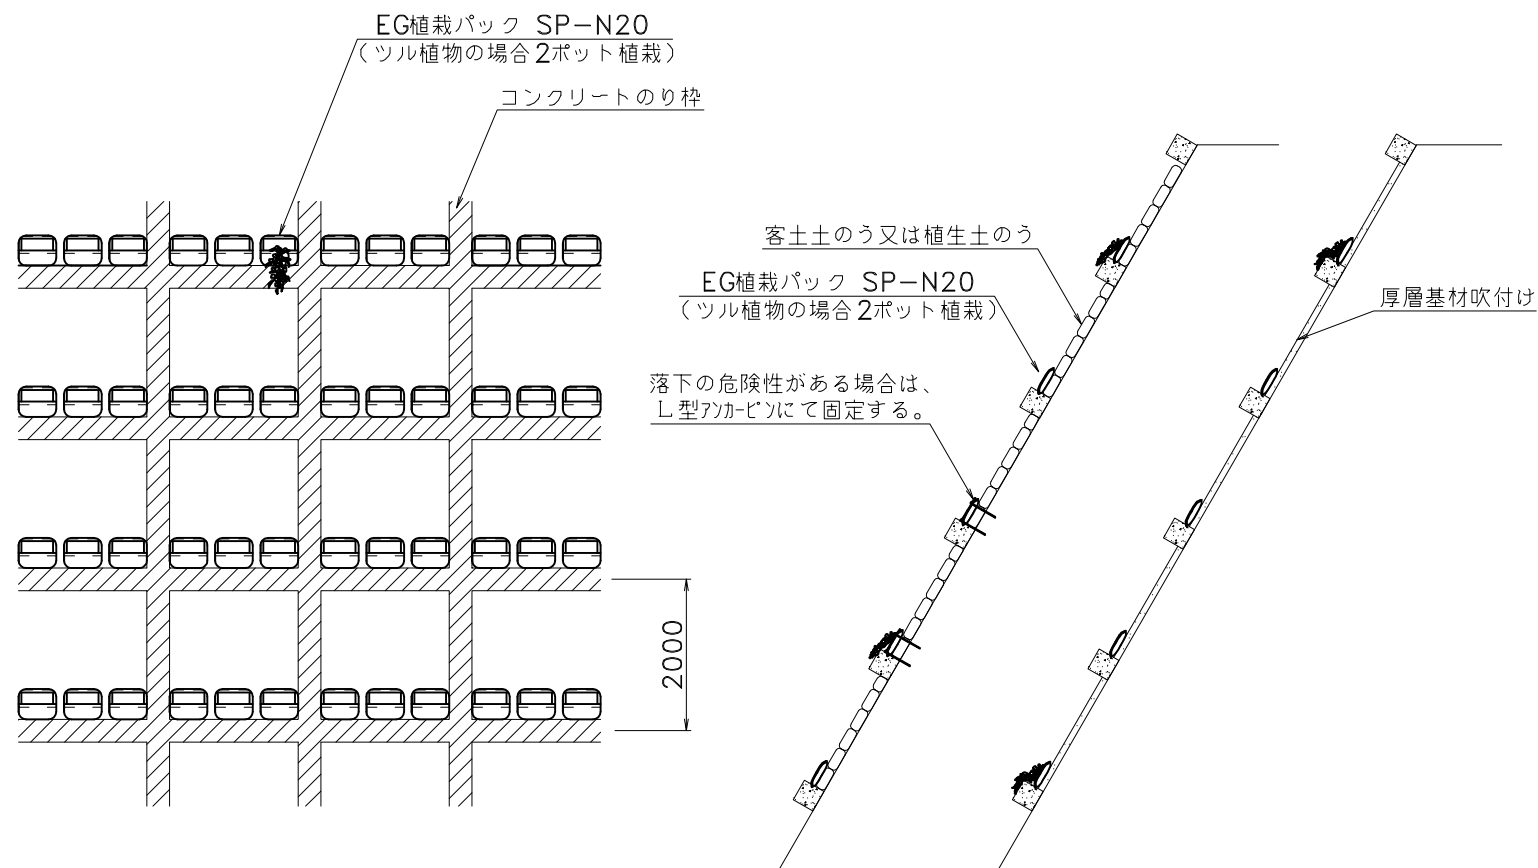 EG植栽パック SP-N20
(ツル植物の場合2ポット植栽)
コンクリートのり枠
客土土のう又は植生土のう
EG植栽パック SP-N20
(ツル植物の場合2ポット植栽)
厚層基材吹付け
落下の危険性がある場合は、
L型アンカーピンにて固定する。
2000